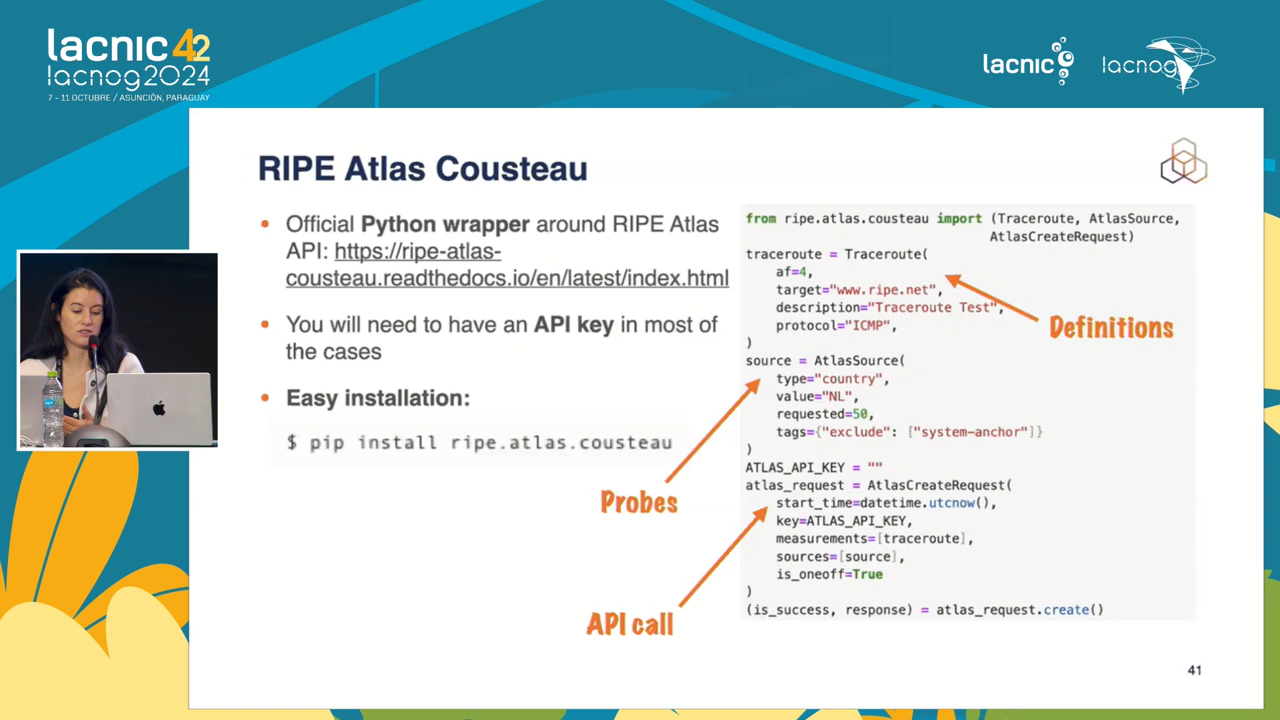 lacnic 42
lacnog 2024
7 - 11 OCTUBRE / ASUNCIÓN, PARAGUAY
lacnic
lacnog
RIPE Atlas Cousteau
• Official Python wrapper around RIPE Atlas
API: https://ripe-atlas-
cousteau.readthedocs.io/en/latest/index.html
• You will need to have an API key in most of
the cases
• Easy installation:
$ pip install ripe.atlas.cousteau
from ripe.atlas.cousteau import (Traceroute, AtlasSource,
AtlasCreateRequest)
traceroute = Traceroute(
af=4,
target="www.ripe.net",
description="Traceroute Test",
protocol="ICMP",
)
source = AtlasSource(
type="country",
value="NL",
requested=50,
tags={"exclude": ["system-anchor"]}
)
ATLAS_API_KEY = ""
atlas_request = AtlasCreateRequest(
start_time=datetime.utcnow(),
key=ATLAS_API_KEY,
measurements=[traceroute],
sources=[source],
is_oneoff=True
)
(is_success, response) = atlas_request.create()
Definitions
Probes
API call
41